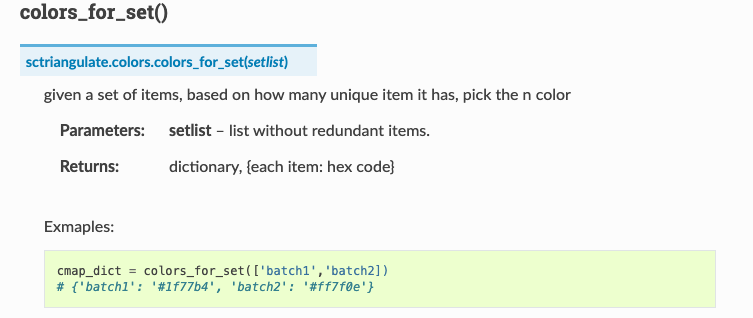 colors_for_set()
sctriangulate.colors.colors_for_set(setlist)
given a set of items, based on how many unique item it has, pick the n color
Parameters: setlist – list without redundant items.
Returns: dictionary, {each item: hex code}
Exmaples:
cmap_dict = colors_for_set(['batch1','batch2])
# {'batch1': '#1f77b4', 'batch2': '#ff7f0e'}